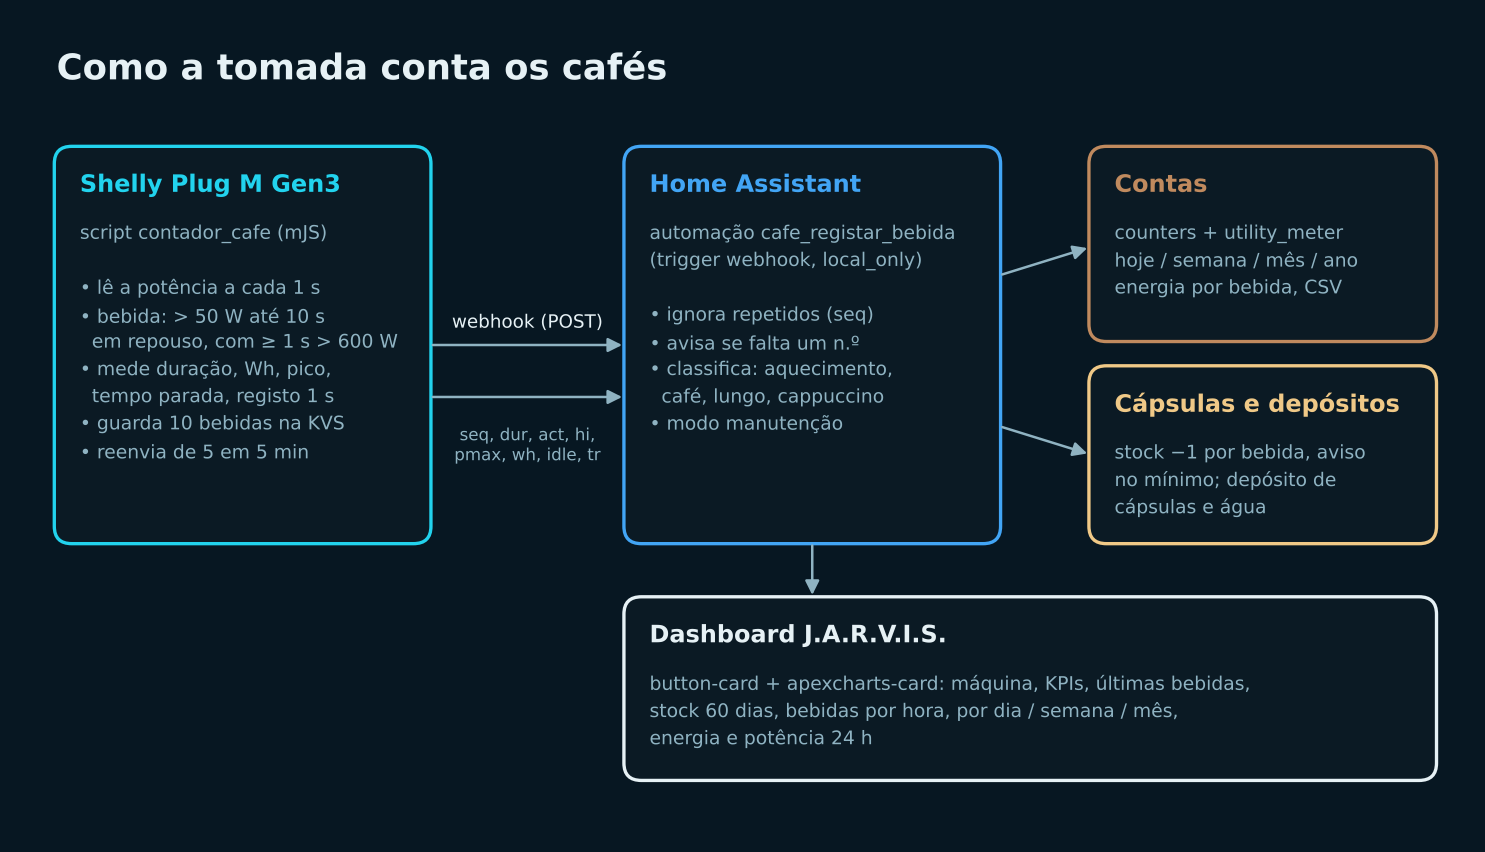 Como a tomada conta os cafés
Shelly Plug M Gen3
script contador_cafe (mJS)
• lê a potência a cada 1 s
• bebida: > 50 W até 10 s
em repouso, com ≥ 1 s > 600 W
• mede duração, Wh, pico,
tempo parada, registo 1 s
• guarda 10 bebidas na KVS
• reenvia de 5 em 5 min
webhook (POST)
seq, dur, act, hi,
pmax, wh, idle, tr
Home Assistant
automação cafe_registar_bebida
(trigger webhook, local_only)
• ignora repetidos (seq)
• avisa se falta um n.º
• classifica: aquecimento,
café, lungo, cappuccino
• modo manutenção
Contas
counters + utility_meter
hoje / semana / mês / ano
energia por bebida, CSV
Cápsulas e depósitos
stock −1 por bebida, aviso
no mínimo; depósito de
cápsulas e água
Dashboard J.A.R.V.I.S.
button-card + apexcharts-card: máquina, KPIs, últimas bebidas,
stock 60 dias, bebidas por hora, por dia / semana / mês,
energia e potência 24 h